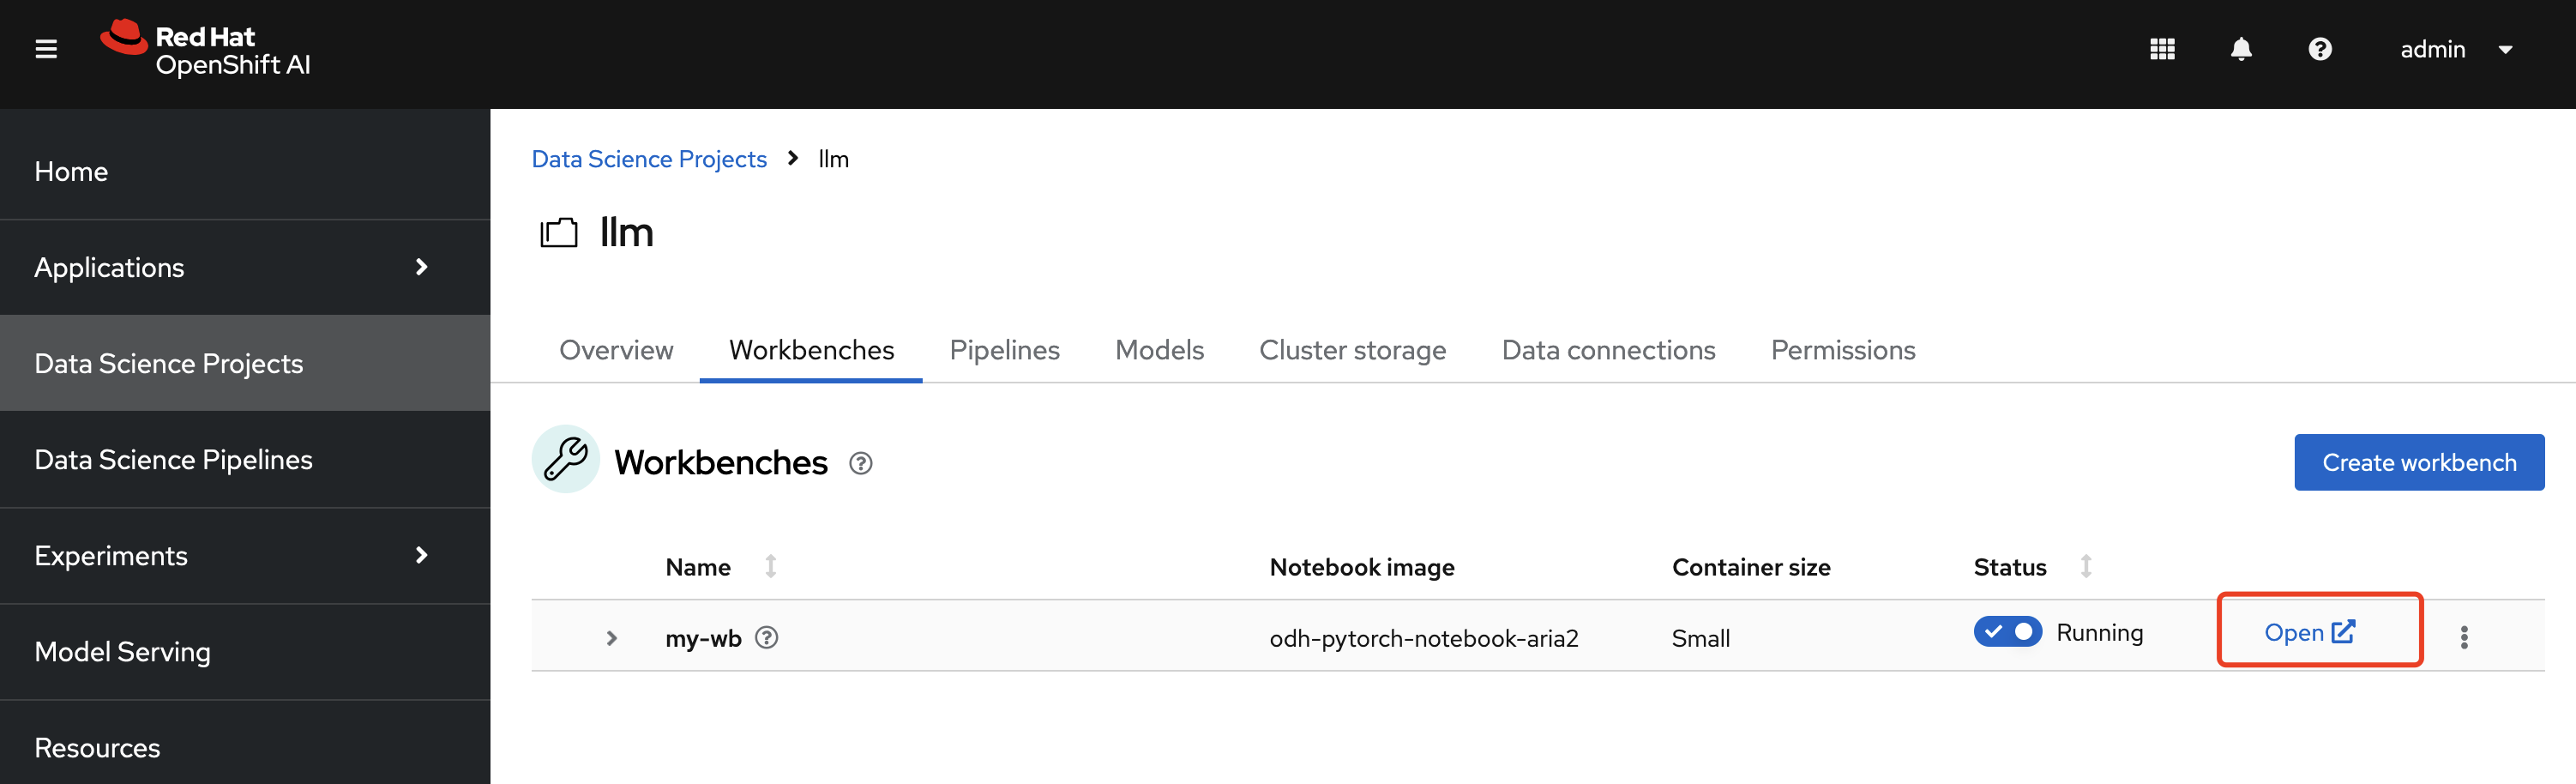 Red Hat
OpenShift AI
admin
Home
Applications
Data Science Projects
Data Science Pipelines
Experiments
Model Serving
Resources
Data Science Projects llm
llm
Overview Workbenches Pipelines Models Cluster storage Data connections Permissions
Workbenches
Create workbench
Name Notebook image Container size Status
my-wb odh-pytorch-notebook-aria2 Small Running Open